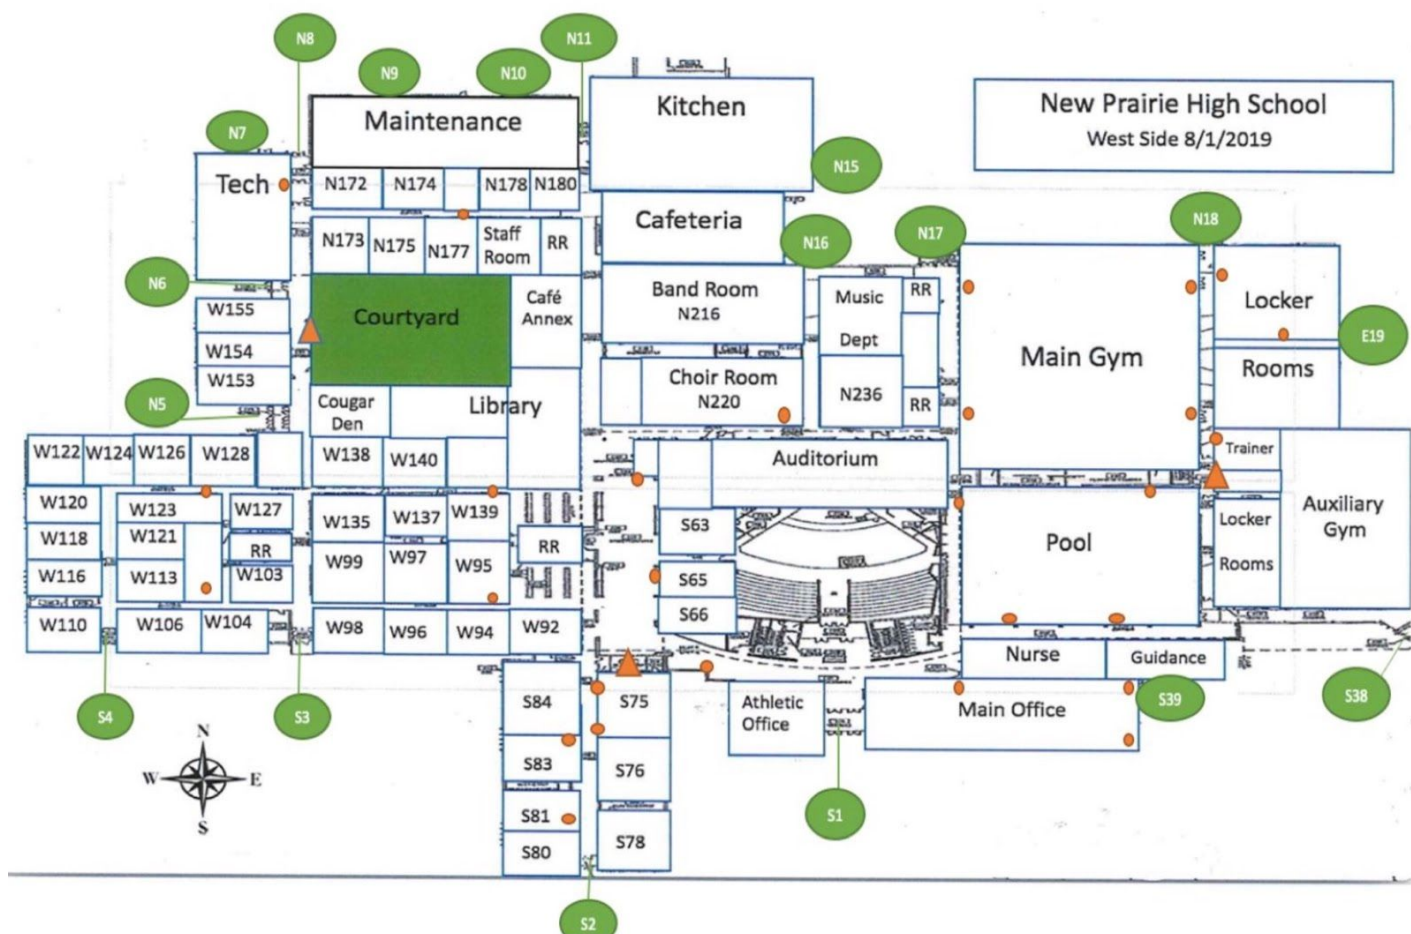 N8
N11
N9
N10
Kitchen
New Prairie High School
West Side 8/1/2019
Maintenance
N7
N15
Tech
N172
N174
N178
N180
N18
Cafeteria
N17
N16
N173
N175
N177
Staff
Room
RR
N6
Café
Annex
Band Room
N216
Music
Dept
RR
Locker
W155
Courtyard
E19
W154
Main Gym
Rooms
W153
Choir Room
N220
N236
RR
N5
Cougar
Den
Library
W122
W124
W126
W128
W138
W140
Auditorium
Trainer
W120
W123
W127
W135
W137
W139
S63
Locker
Rooms
Auxiliary
Gym
W118
W121
RR
RR
Pool
W116
W113
W103
W99
W97
W95
S65
S66
W110
W106
W104
W98
W96
W94
W92
Nurse
Guidance
S4
S3
S84
S75
Athletic
Office
Main Office
S39
S38
N
W
E
S
S83
S76
S81
S78
S80
S1
S2